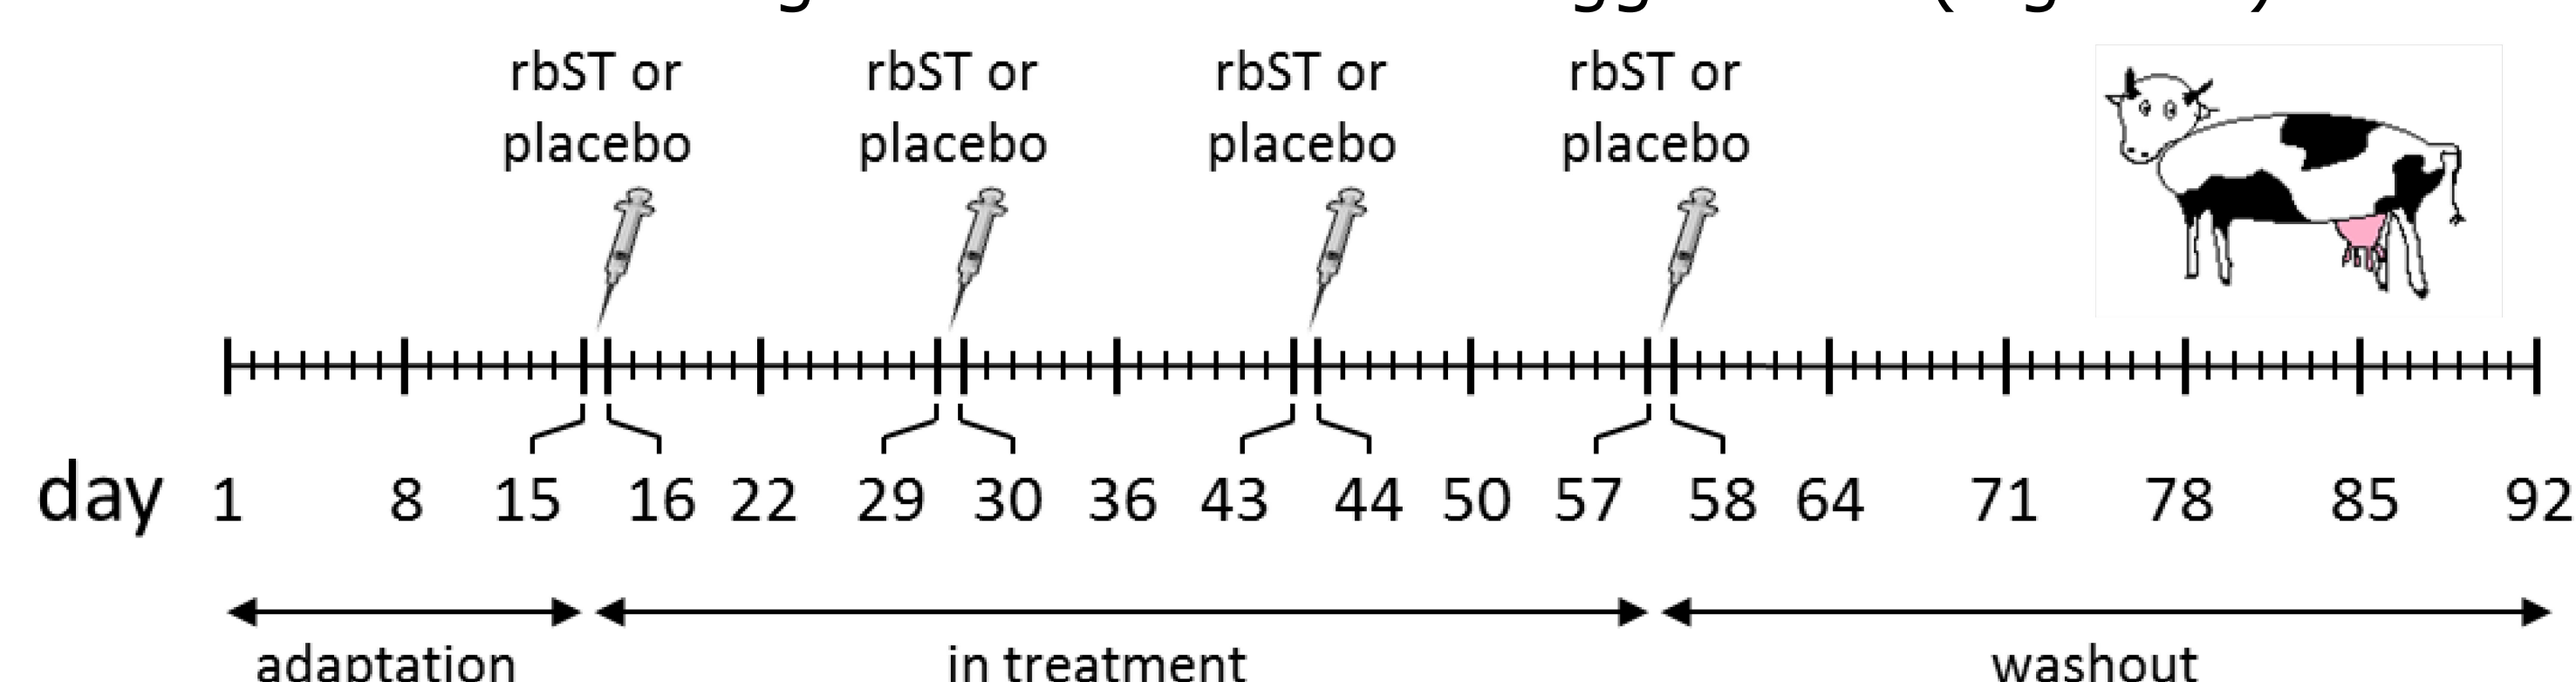 rbST or rbST or rbST or rbST or
placebo placebo placebo placebo
day 1 8 15 16 22 29 30 36 43 44 50 57 58 64 71 78 85 92
adaptation in treatment washout